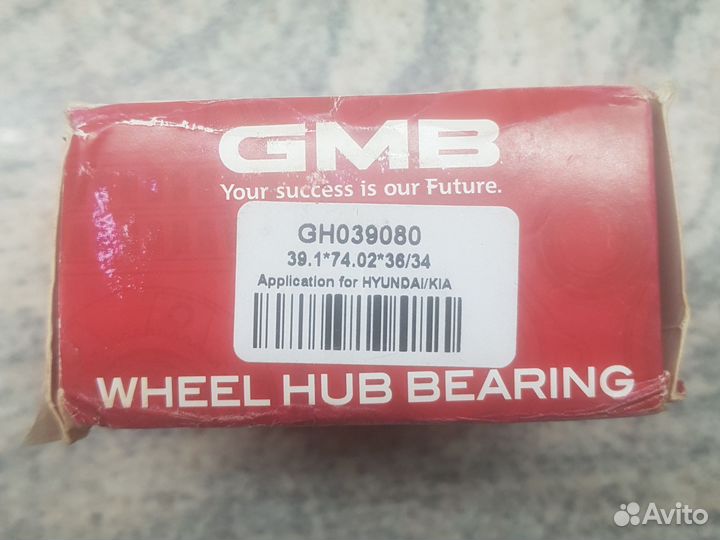 GMB
Your success is our Future.
GH039080
39.1*74.02*36/34
Application for HYUNDAI/KIA
WHEEL HUB BEARING
Avito